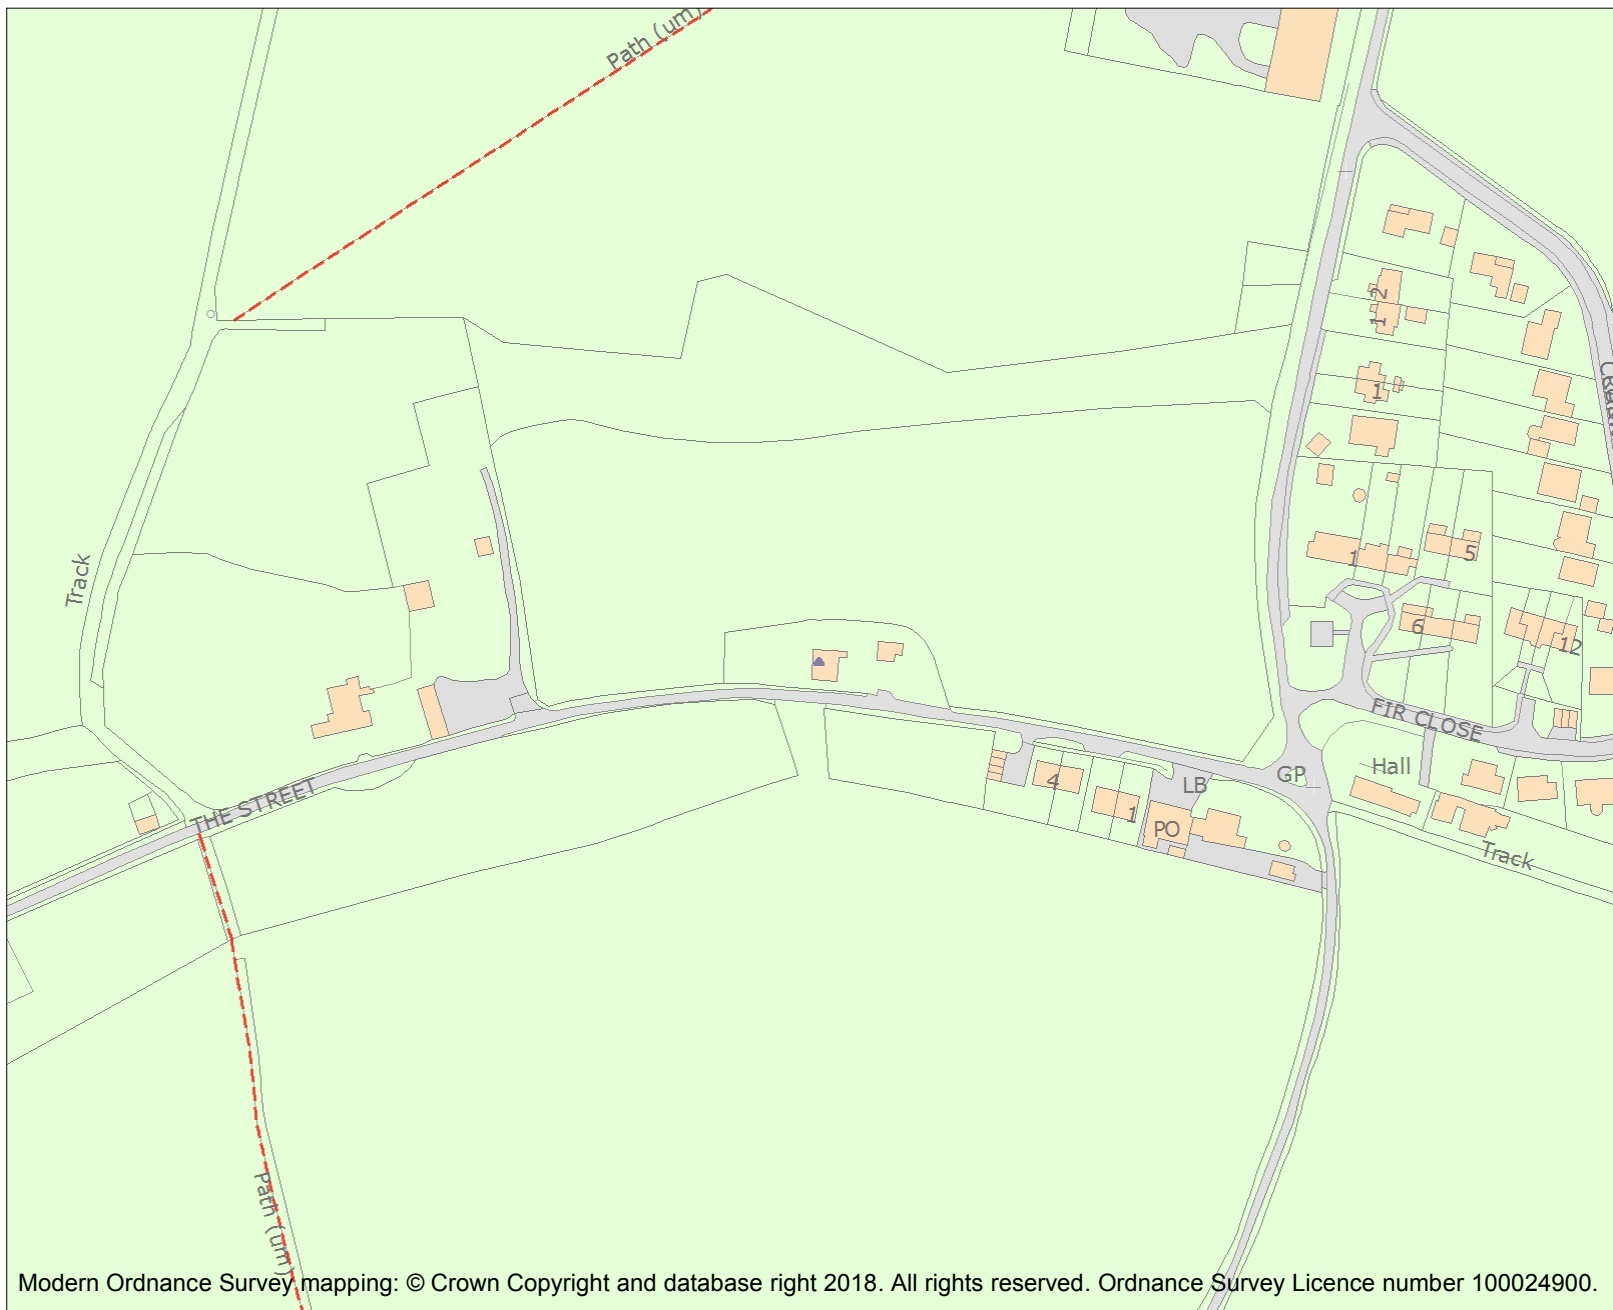 Path (um)
2
1
1
Track
1
5
6
12
FIR CLOSE
Hall
GP
4
LB
THE STREET
1
PO
Track
Path (um)
Modern Ordnance Survey mapping: © Crown Copyright and database right 2018. All rights reserved. Ordnance Survey Licence number 100024900.